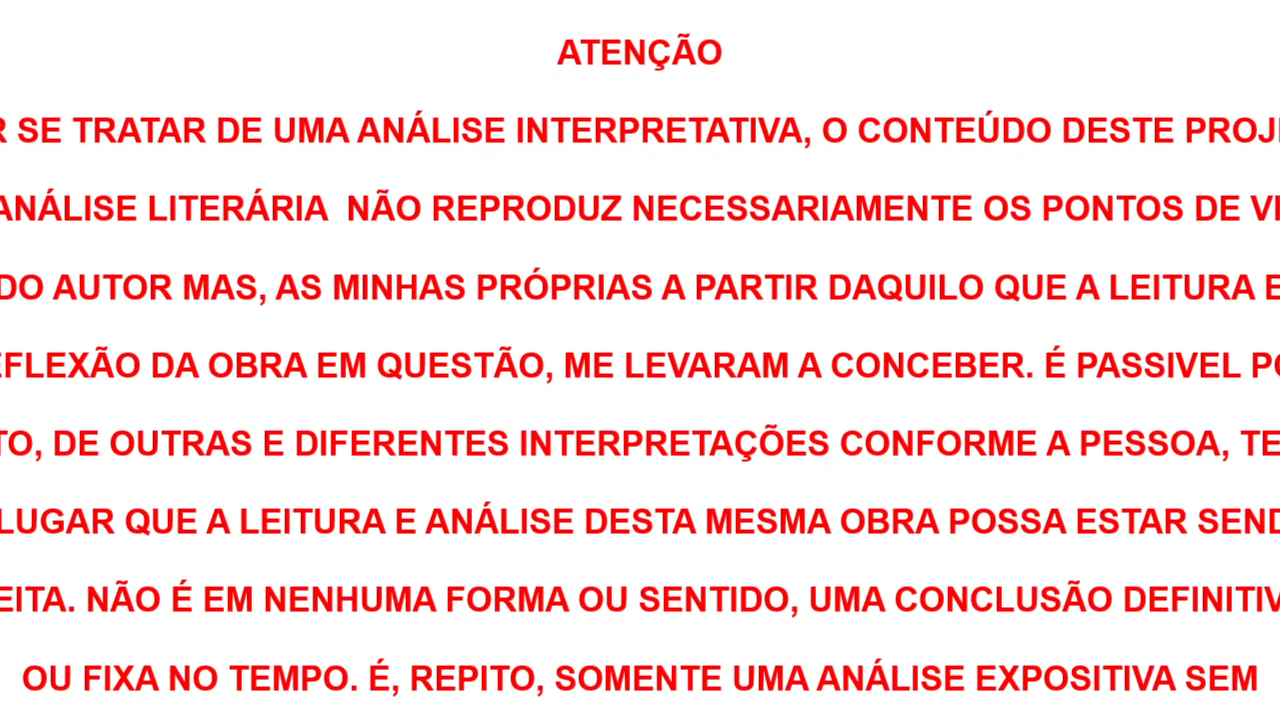 ATENÇÃO
SE TRATAR DE UMA ANÁLISE INTERPRETATIVA, O CONTEÚDO DESTE
ANÁLISE LITERÁRIA NÃO REPRODUZ NECESSARIAMENTE OS PONTOS DE
DO AUTOR MAS, AS MINHAS PRÓPRIAS A PARTIR DAQUILO QUE A LEITURA E
DA OBRA EM QUESTÃO, ME LEVARAM A CONCEBER. É PASSIVEL
DE OUTRAS E DIFERENTES INTERPRETAÇÕES CONFORME A PESSOA,
LUGAR QUE A LEITURA E ANÁLISE DESTA MESMA OBRA POSSA ESTAR
NÃO É EM NENHUMA FORMA OU SENTIDO, UMA CONCLUSÃO
OU FIXA NO TEMPO. É, REPITO, SOMENTE UMA ANÁLISE EXPOSITIVA SEM